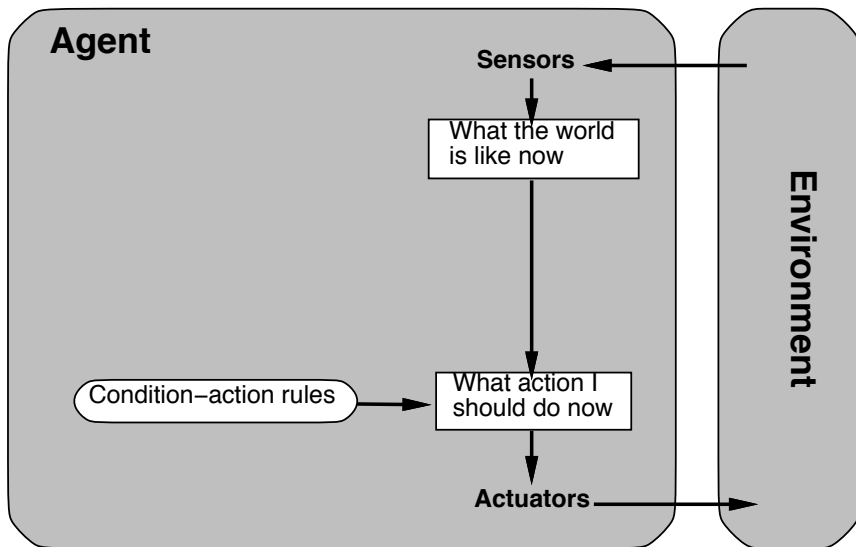 Agent
Sensors
What the world
is like now
Environment
Condition−action rules
What action I
should do now
Actuators